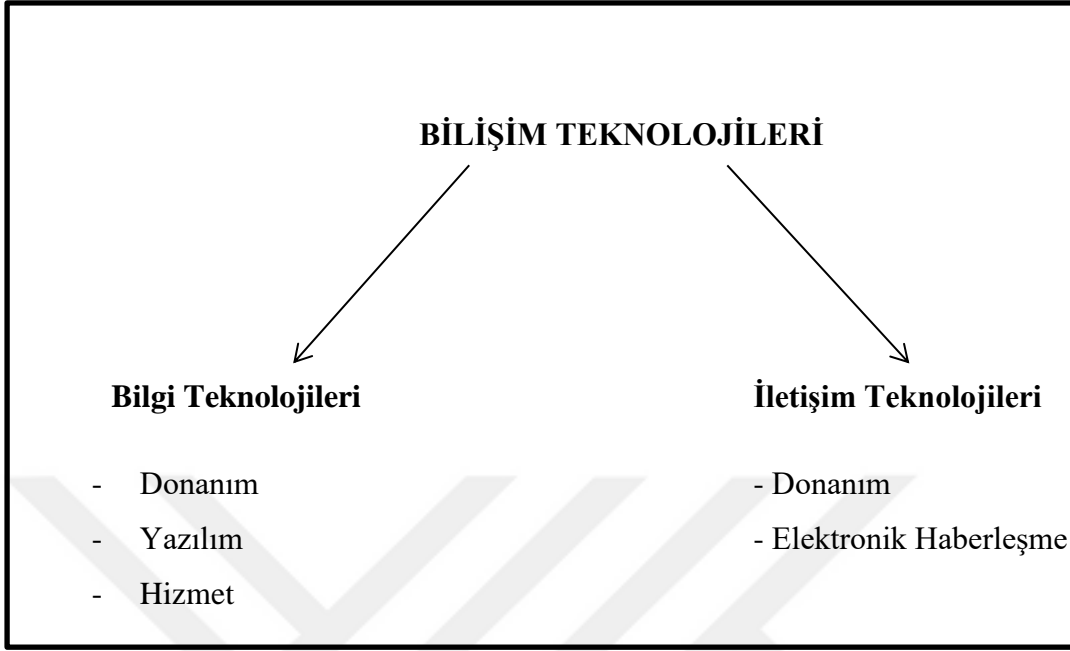 BİLİŞİM TEKNOLOJİLERİ
Bilgi Teknolojileri
- Donanım
- Yazılım
- Hizmet
İletişim Teknolojileri
- Donanım
- Elektronik Haberleşme